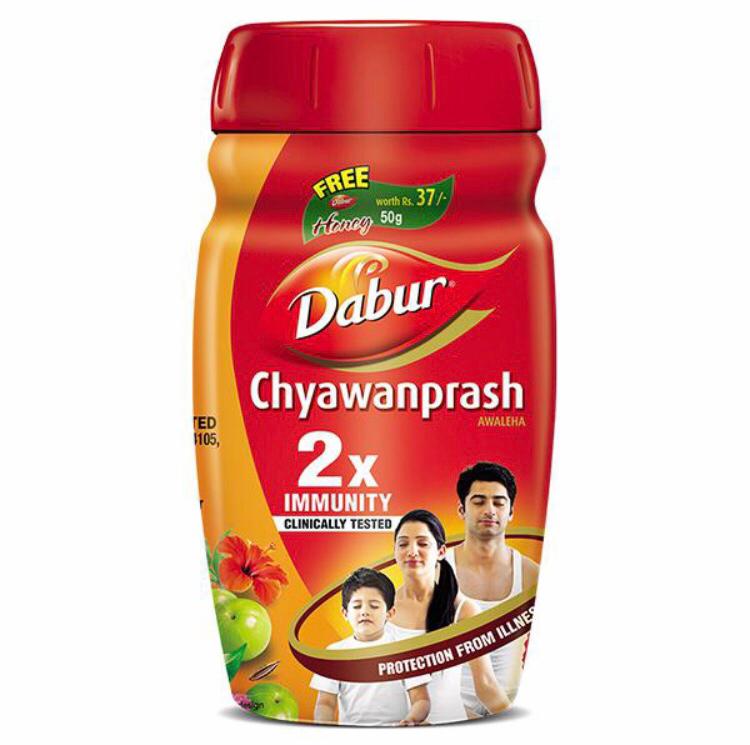 FREE
Dabur
Honey 50g
worth Rs. 37/-
Dabur®
Chyawanprash
AWALEHA
2x
IMMUNITY
CLINICALLY TESTED
TED
105,
PROTECTION FROM ILLNES
design